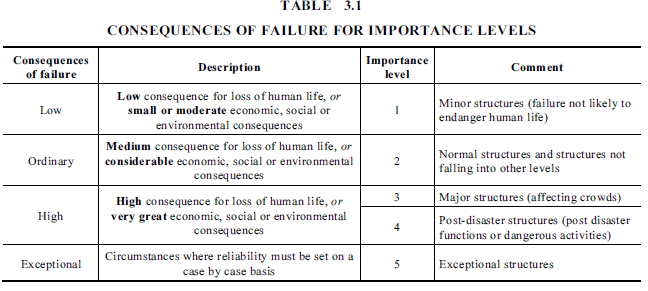 TABLE 3.1
CONSEQUENCES OF FAILURE FOR IMPORTANCE LEVELS
Consequences
of failure
Description
Importance
level
Comment
Low
Low consequence for loss of human life, or
small or moderate economic, social or
environmental consequences
1
Minor structures (failure not likely to
endanger human life)
Ordinary
Medium consequence for loss of human life, or
considerable economic, social or environmental
consequences
2
Normal structures and structures not
falling into other levels
High
High consequence for loss of human life, or
very great economic, social or environmental
consequences
3
Major structures (affecting crowds)
4
Post-disaster structures (post disaster
functions or dangerous activities)
Exceptional
Circumstances where reliability must be set on a
case by case basis
5
Exceptional structures